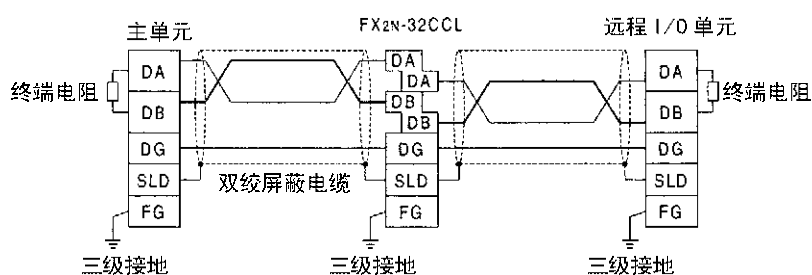 主单元
FX2N-32CCL
远程 I/O 单元
DA
DA
DA
DA
终端电阻
终端电阻
DB
DB
DB
DB
DG
DG
DG
SLD
双绞屏蔽电缆
SLD
SLD
FG
FG
FG
三级接地
三级接地
三级接地